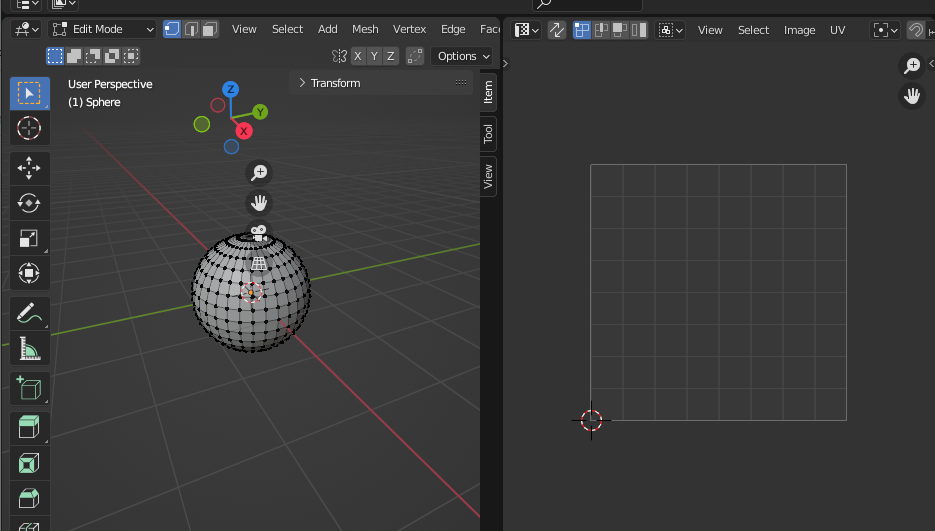 Edit Mode View Select Add Mesh Vertex Edge Fac View Select Image UV
X Y Z Options
User Perspective
(1) Sphere
Transform
Z
Y
X
Item
Tool
View